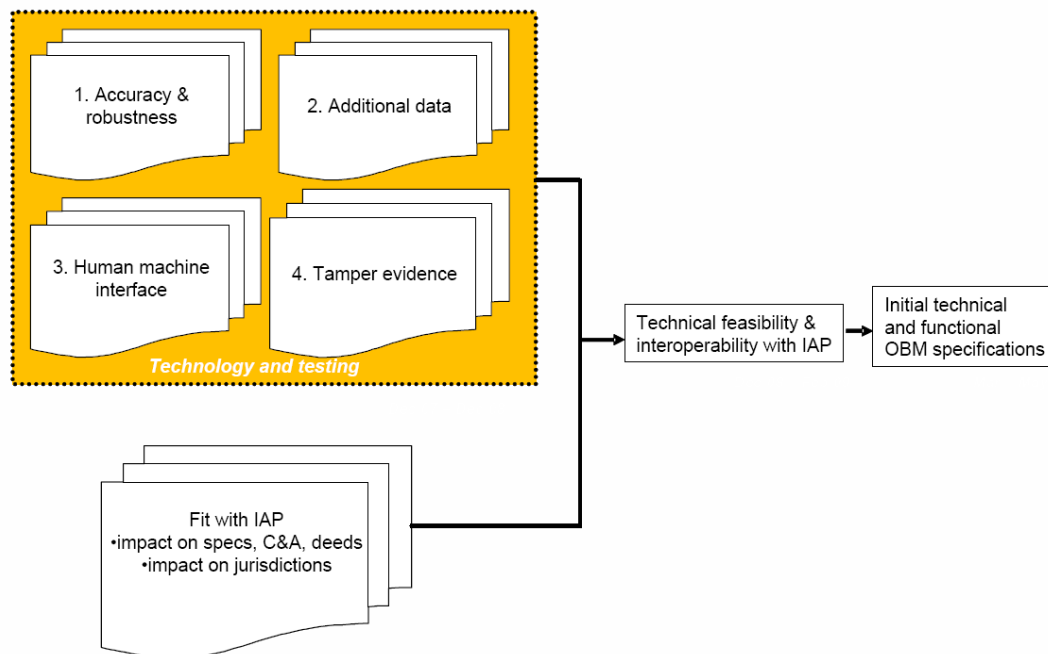 1. Accuracy &
robustness
2. Additional data
3. Human machine
interface
4. Tamper evidence
Technology and testing
Technical feasibility &
interoperability with IAP
Initial technical
and functional
OBM specifications
Fit with IAP
•impact on specs, C&A, deeds
•impact on jurisdictions